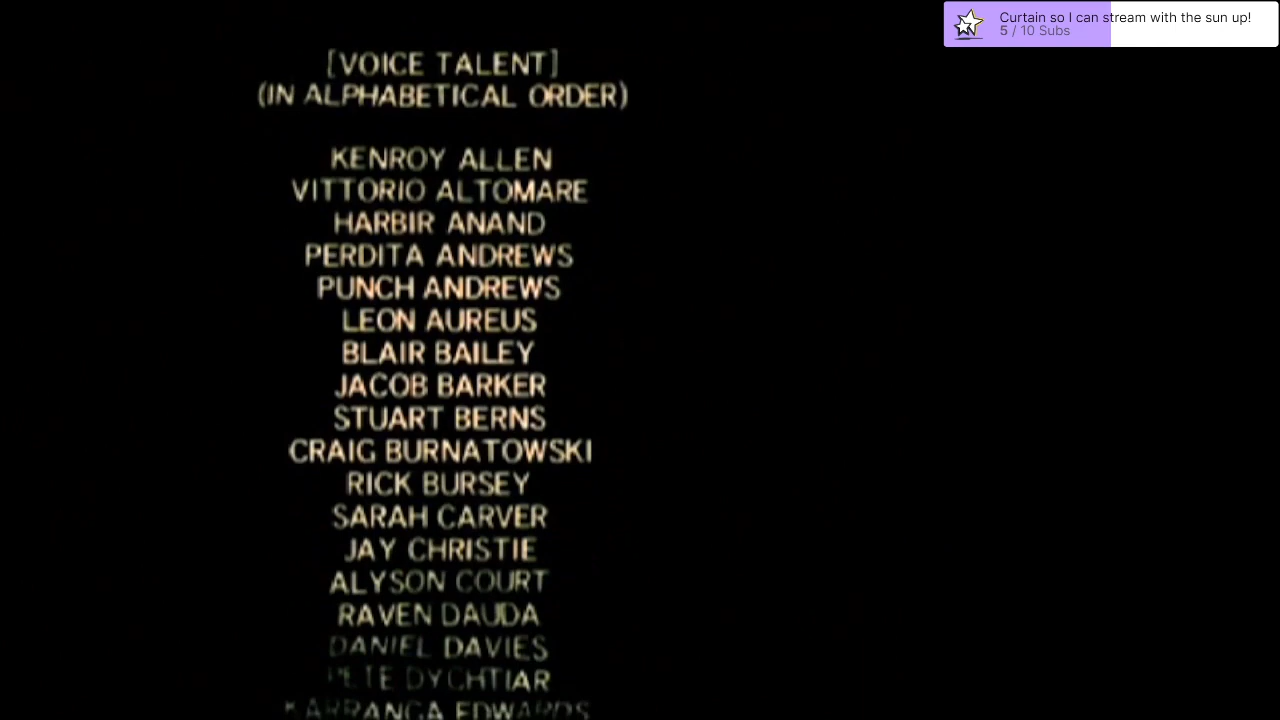 Curtain so I can stream with the sun up!
5 / 10 Subs
[VOICE TALENT]
(IN ALPHABETICAL ORDER)
KENROY ALLEN
VITTORIO ALTOMARE
HARBIR ANAND
PERDITA ANDREWS
PUNCH ANDREWS
LEON AUREUS
BLAIR BAILEY
JACOB BARKER
STUART BERNS
CRAIG BURNATOWSKI
RICK BURSEY
SARAH CARVER
JAY CHRISTIE
ALYSON COURT
RAVEN DAUDA
DANIEL DAVIES
PETE DYCHTIAR
KARRANGA EDWARDS